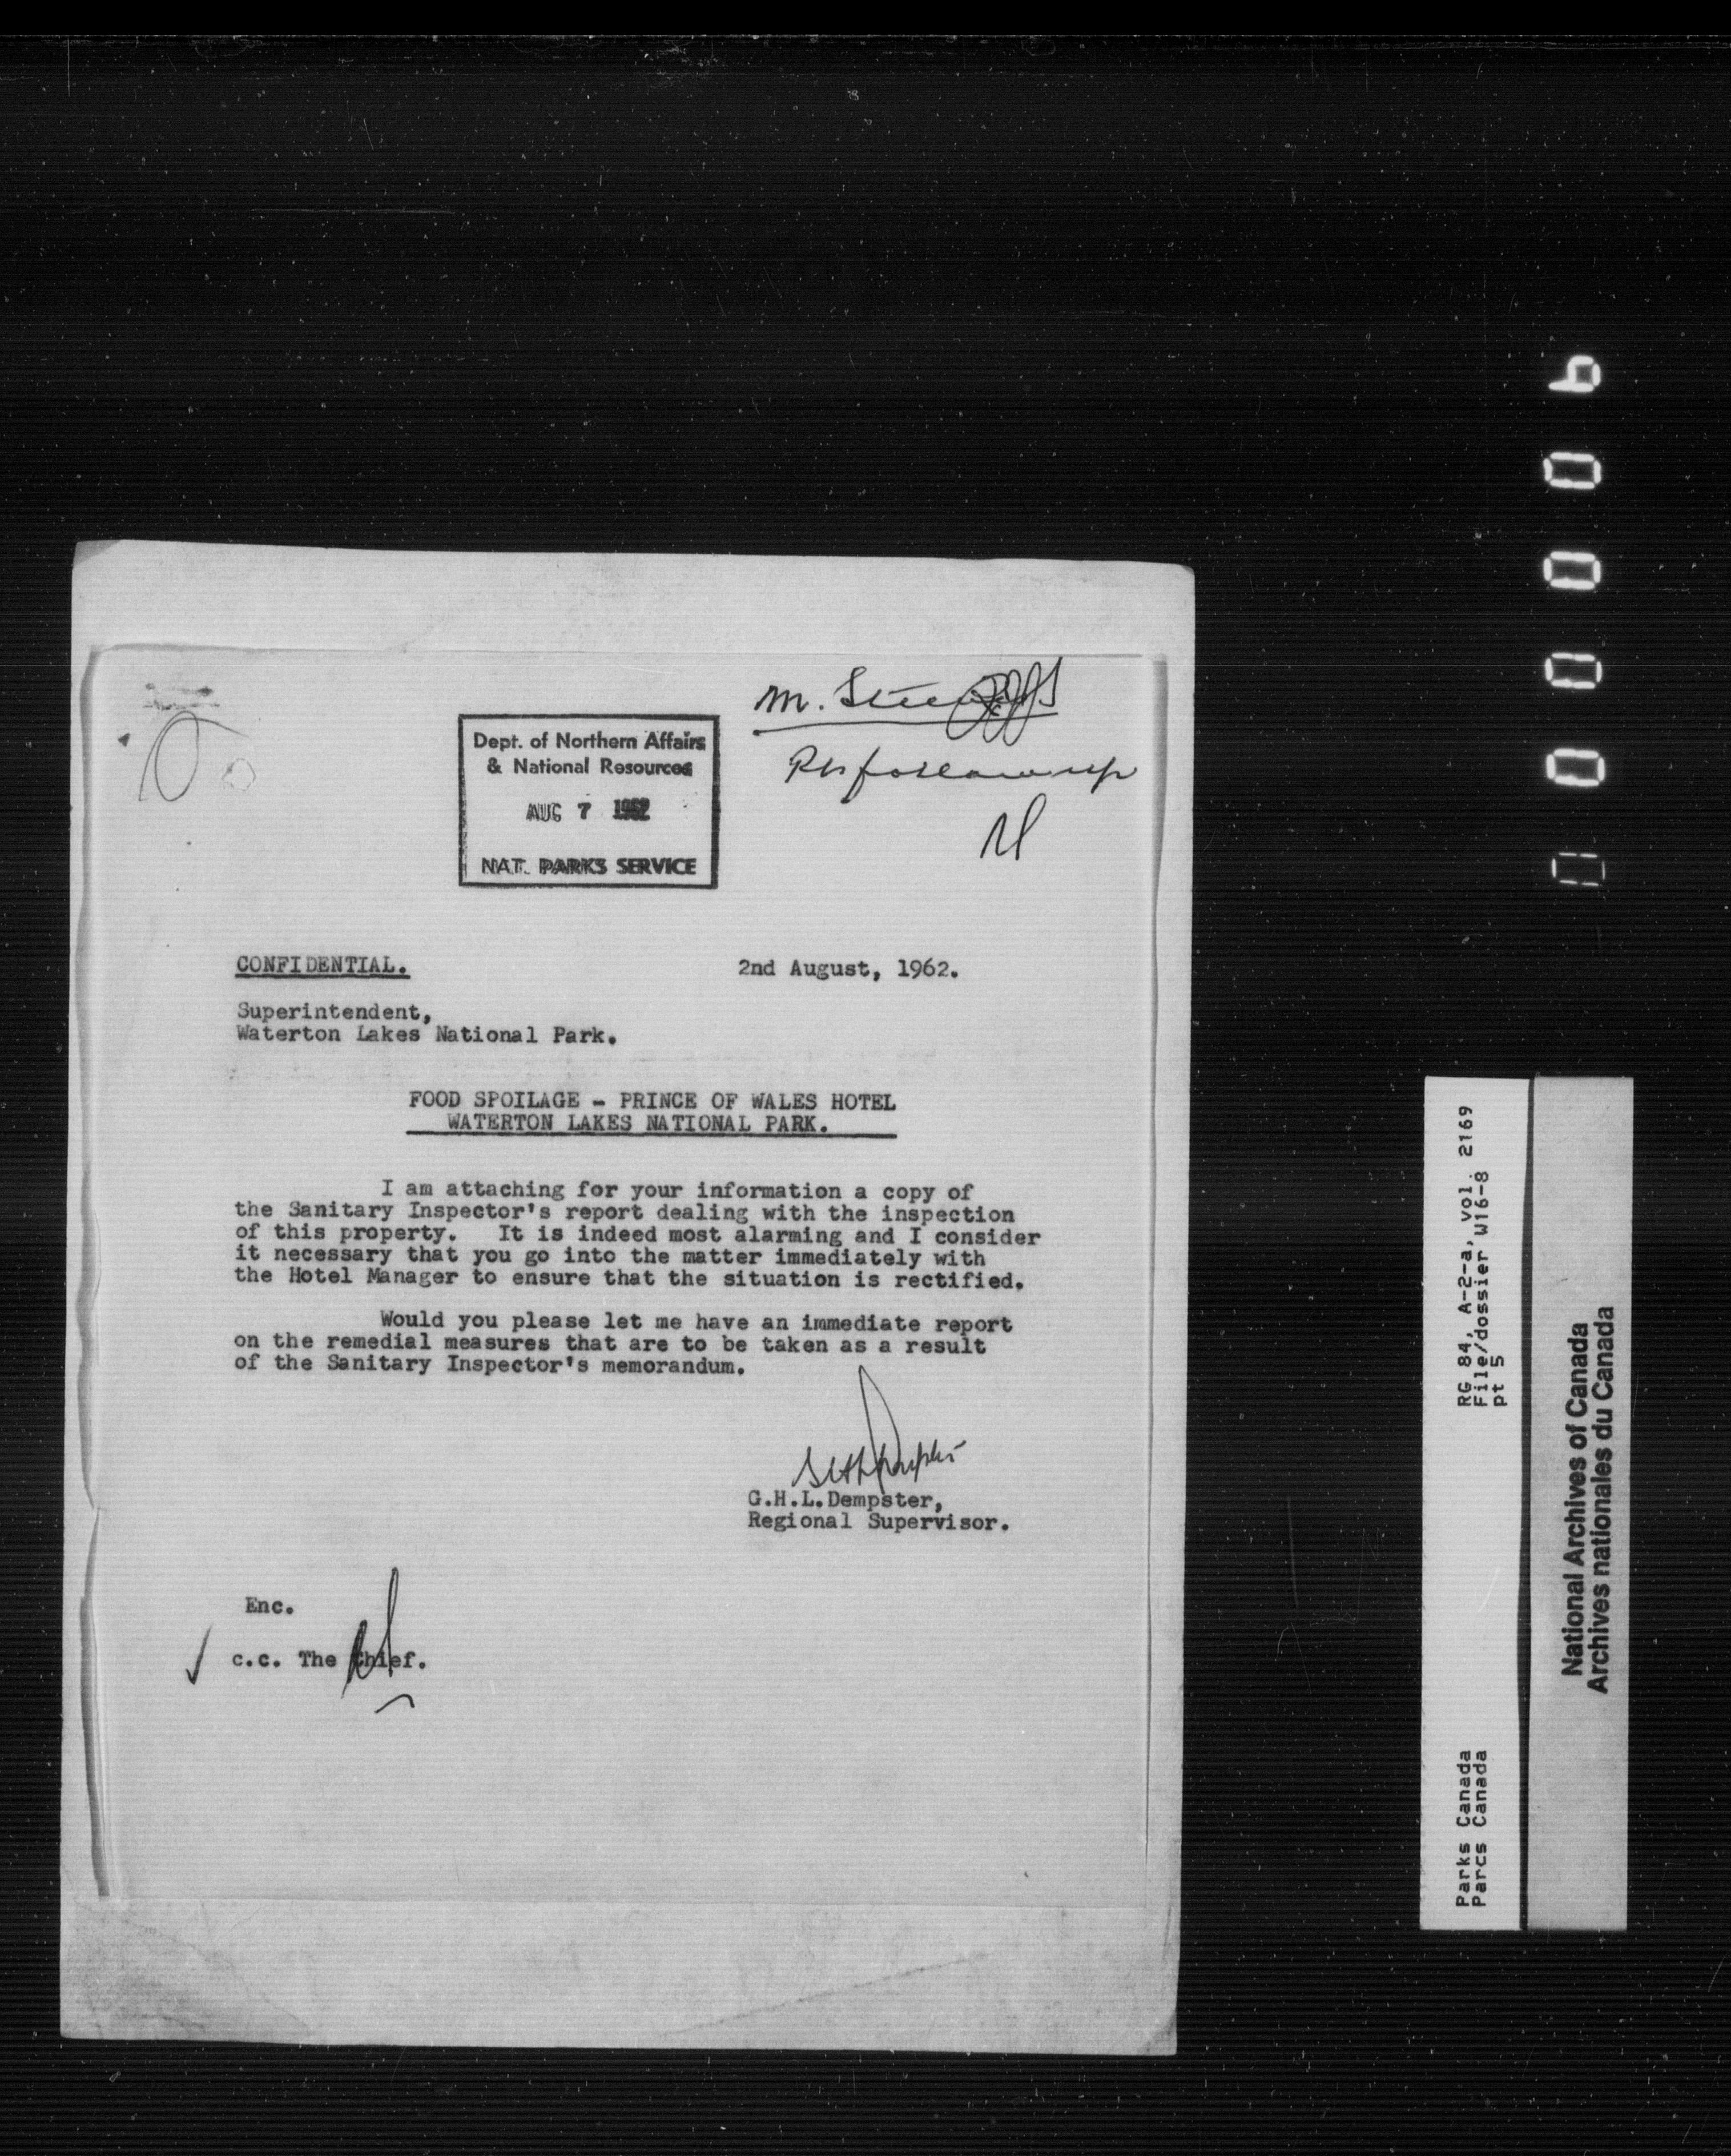 Dept. of Northern Affairs
& National Resources
AUG 7 1962
NAT. PARKS SERVICE
M.
CONFIDENTIAL.
2nd August, 1962.
Superintendent,
Waterton Lakes National Park.
FOOD SPOILAGE - PRINCE OF WALES HOTEL
WATERTON LAKES NATIONAL PARK.
I am attaching for your information a copy of
the Sanitary Inspector's report dealing with the inspection
of this property. It is indeed most alarming and I consider
it necessary that you go into the matter immediately with
the Hotel Manager to ensure that the situation is rectified.
Would you please let me have an immediate report
on the remedial measures that are to be taken as a result
of the Sanitary Inspector's memorandum.
G.H.L.Dempster,
Regional Supervisor.
Enc.
c.c. The Chief.
RG 84, A-2-a, vol. 2169
File/dossier W16-8
pt 5
Parks Canada
Parcs Canada
National Archives of Canada
Archives nationales du Canada